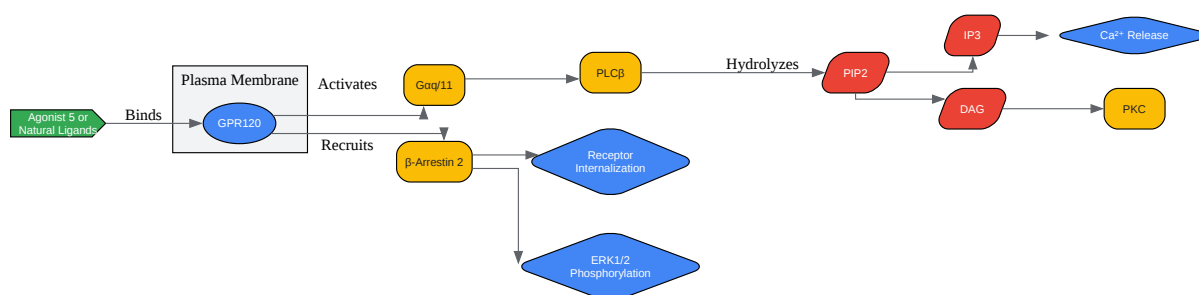 Plasma Membrane
Agonist 5 or
Natural Ligands
Binds
GPR120
Activates
Recruits
Gαq/11
β-Arrestin 2
PLCβ
Receptor
Internalization
ERK1/2
Phosphorylation
Hydrolyzes
PIP2
IP3
DAG
Ca²⁺ Release
PKC